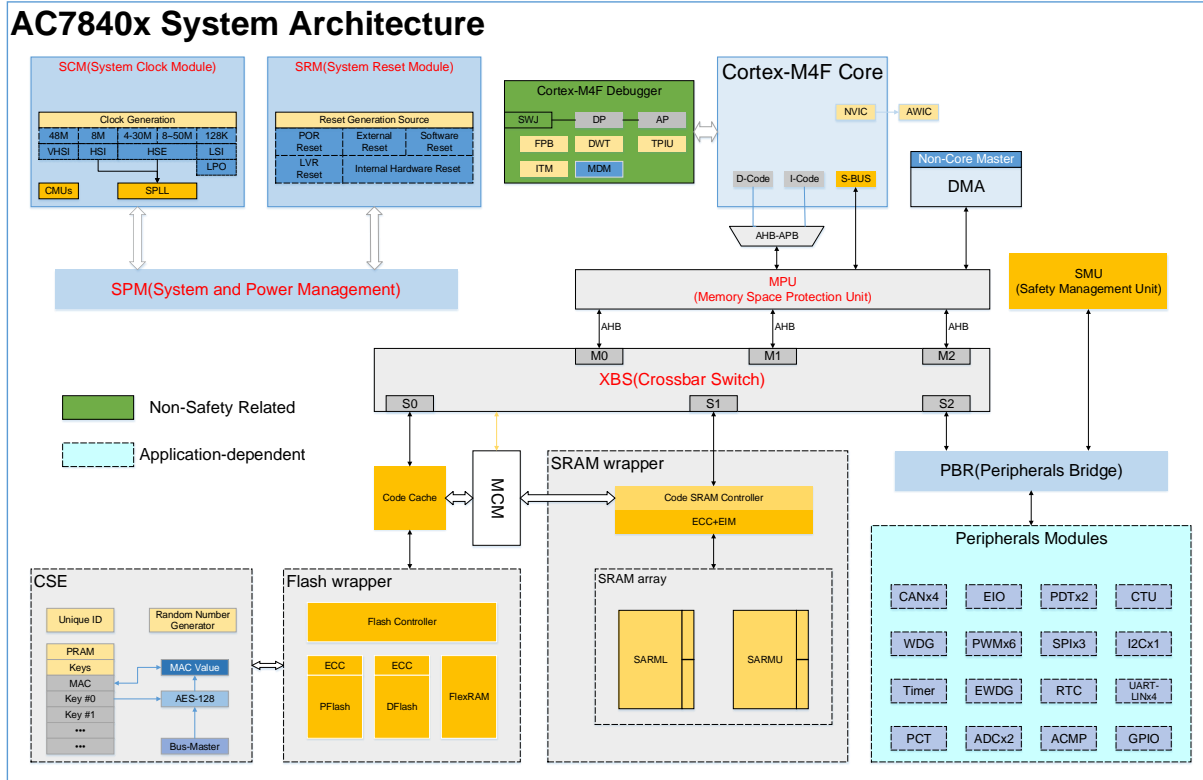 AC7840x System Architecture
SCM(System Clock Module)
Clock Generation
48M 8M 4-30M 8~50M 128K
VHSI HSI HSE LSI
LPO
CMUs SPLL
SRM(System Reset Module)
Reset Generation Source
POR Reset
External Reset
Software Reset
LVR Reset
Internal Hardware Reset
SPM(System and Power Management)
Cortex-M4F Debugger
SWJ DP AP
FPB DWT TPIU
ITM MDM
Cortex-M4F Core
NVIC AWIC
D-Code I-Code S-BUS
Non-Core Master
DMA
AHB-APB
MPU
(Memory Space Protection Unit)
SMU
(Safety Management Unit)
AHB AHB AHB
M0 M1 M2
XBS(Crossbar Switch)
S0 S1 S2
Non-Safety Related
Application-dependent
Code Cache
MCM
SRAM wrapper
Code SRAM Controller
ECC+EIM
SRAM array
SARML SARMU
PBR(Peripherals Bridge)
Peripherals Modules
CANx4 EIO PDTx2 CTU
WDG PWMx6 SPIx3 I2Cx1
Timer EWDG RTC UART-
LINx4
PCT ADCx2 ACMP GPIO
CSE
Unique ID
Random Number
Generator
PRAM
Keys
MAC
Key #0
Key #1
•••
•••
MAC Value
AES-128
Bus-Master
Flash wrapper
Flash Controller
ECC ECC
PFlash DFlash FlexRAM